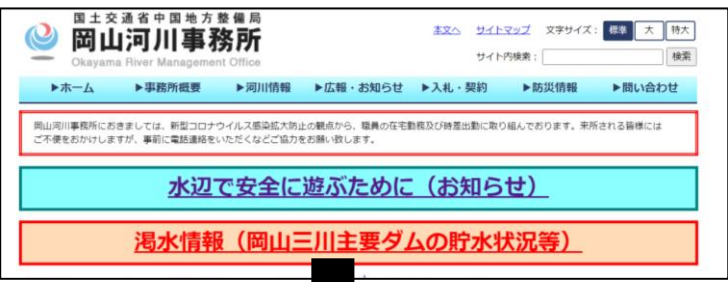 国土交通省中国地方整備局
岡山河川事務所
Okayama River Management Office
本文へ サイトマップ 文字サイズ： 標準 大 特大
サイト内検索： 検索
▶ホーム ▶事務所概要 ▶河川情報 ▶広報・お知らせ ▶入札・契約 ▶防災情報 ▶問い合わせ
岡山河川事務所におきましては、新型コロナウイルス感染拡大防止の観点から、職員の在宅勤務及び時差出勤に取り組んでおります。来所される皆様には
ご不便をおかけしますが、事前に電話連絡をいただくなどご協力をお願い致します。
水辺で安全に遊ぶために（お知らせ）
渇水情報（岡山三川主要ダムの貯水状況等）